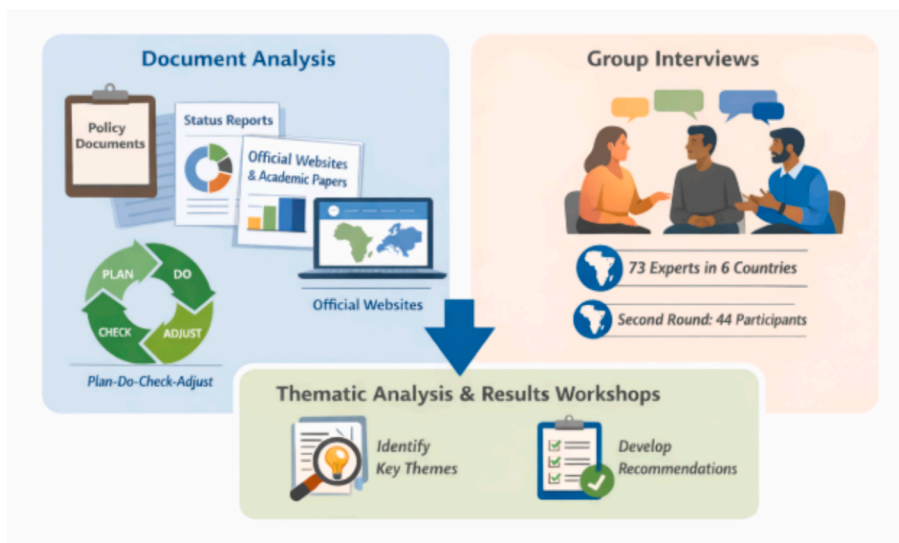 Document Analysis
Policy
Documents
Status Reports
Official Websites
& Academic Papers
PLAN
DO
CHECK
ADJUST
Plan-Do-Check-Adjust
Official Websites
Group Interviews
73 Experts in 6 Countries
Second Round: 44 Participants
Thematic Analysis & Results Workshops
Identify
Key Themes
Develop
Recommendations